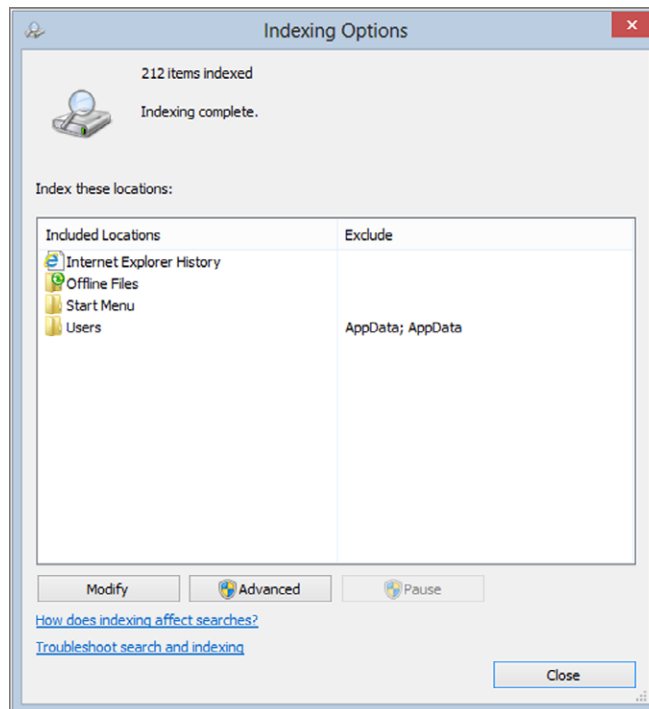 Indexing Options
212 items indexed
Indexing complete.
Index these locations:
Included Locations Exclude
Internet Explorer History
Offline Files
Start Menu
Users AppData; AppData
Modify Advanced Pause
How does indexing affect searches?
Troubleshoot search and indexing
Close